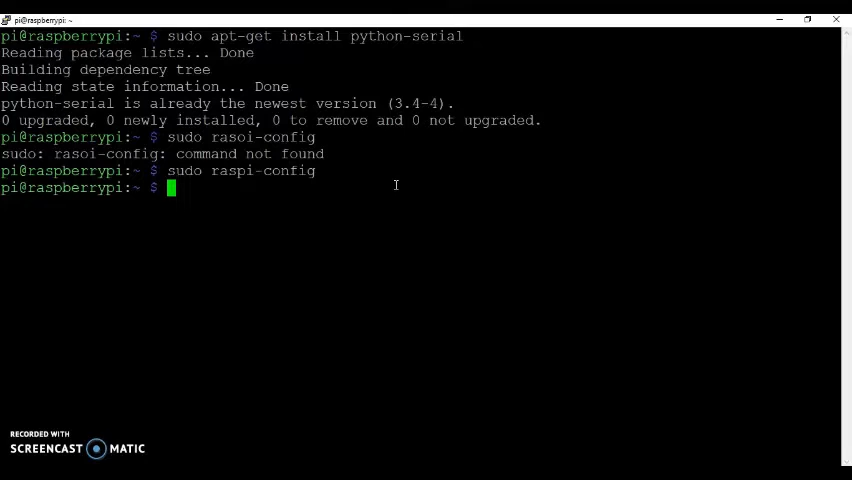 pi@raspberrypi: ~
pi@raspberrypi:~ $ sudo apt-get install python-serial
Reading package lists... Done
Building dependency tree
Reading state information... Done
python-serial is already the newest version (3.4-4).
0 upgraded, 0 newly installed, 0 to remove and 0 not upgraded.
pi@raspberrypi:~ $ sudo rasoi-config
sudo: rasoi-config: command not found
pi@raspberrypi:~ $ sudo raspi-config
pi@raspberrypi:~ $
RECORDED WITH
SCREENCAST MATIC